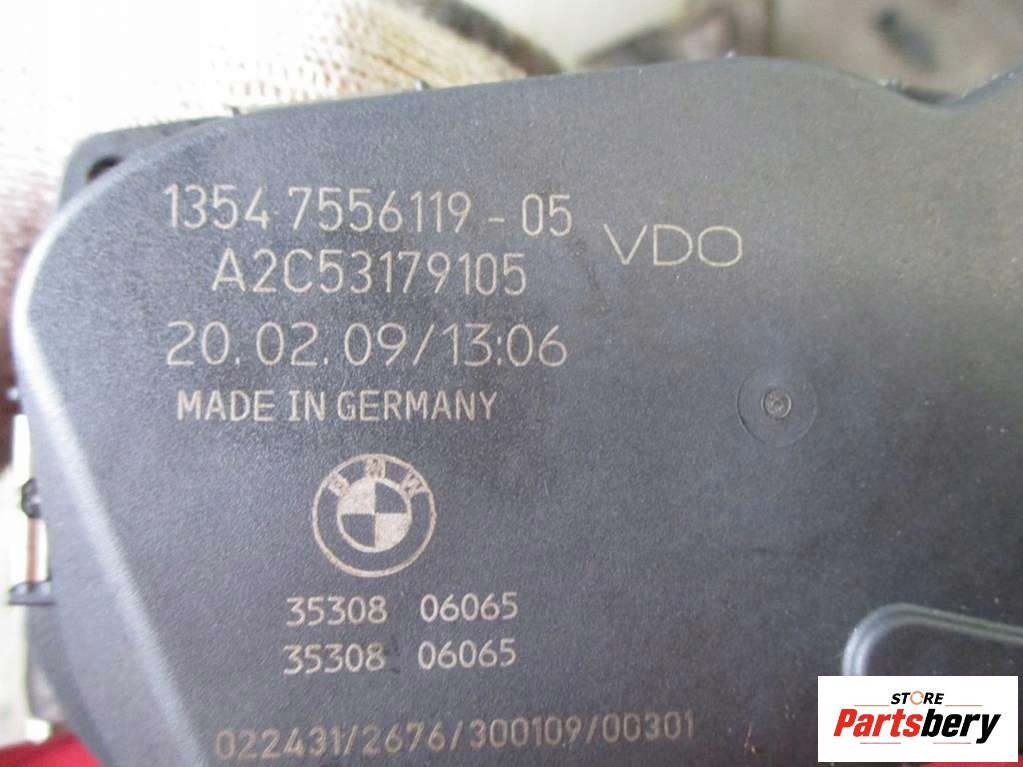 1354 7556119-05
VDO
A2C53179105
20.02.09/13:06
MADE IN GERMANY
BMW
35308 06065
35308 06065
022431/2676/300109/00301
STORE
Partsbery